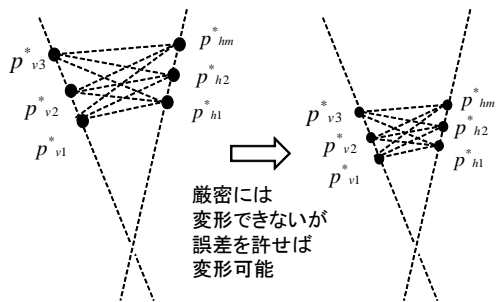 p*v3
p*v2
p*v1
p*hm
p*h2
p*h1
厳密には
変形できないが
誤差を許せば
変形可能
p*v3
p*v2
p*v1
p*hm
p*h2
p*h1